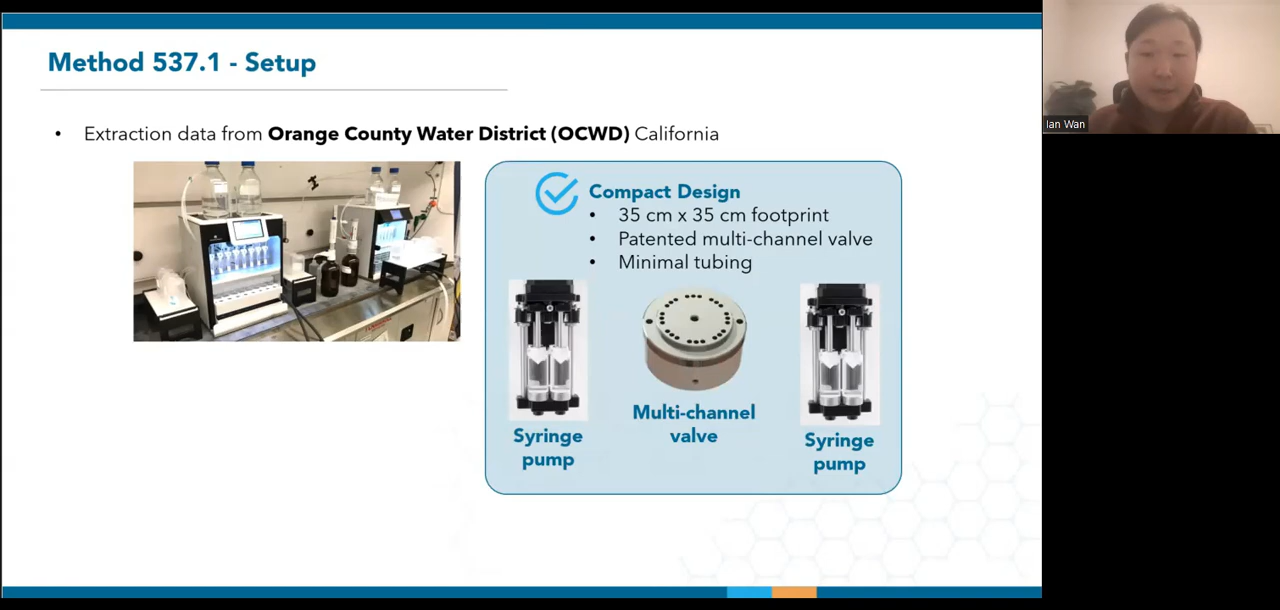 Method 537.1 - Setup
• Extraction data from Orange County Water District (OCWD) California
Compact Design
• 35 cm x 35 cm footprint
• Patented multi-channel valve
• Minimal tubing
Syringe
pump
Multi-channel
valve
Syringe
pump
Ian Wan